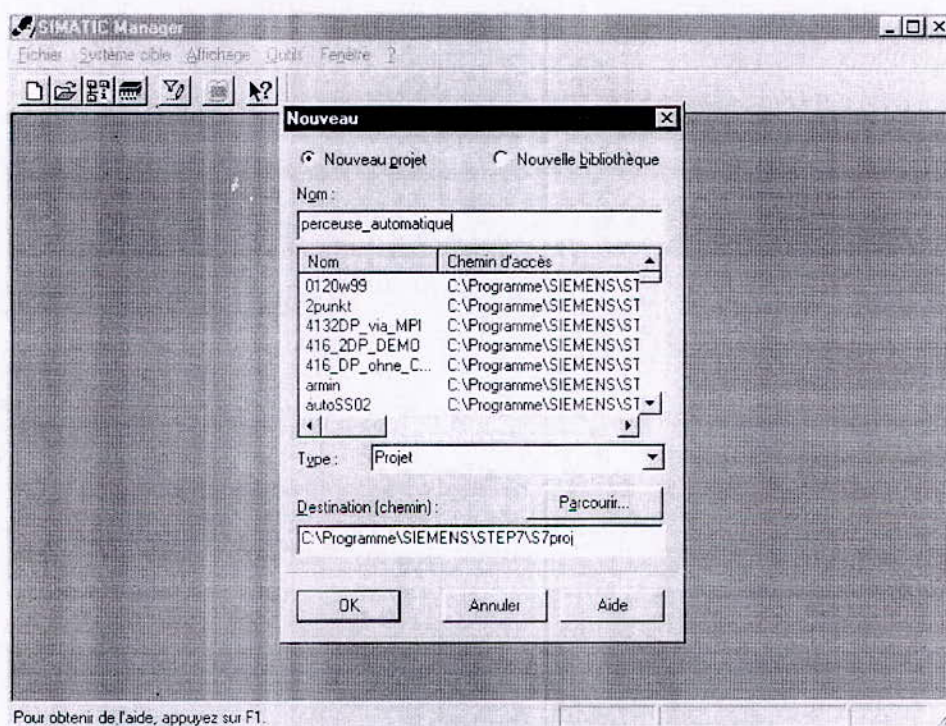 SIMATIC Manager
Fichier Système cible Affichage Outils Fenêtre ?
Nouveau
Nouveau projet Nouvelle bibliothèque
Nom :
perceuse_automatique
Nom Chemin d'accès
0120w99 C:\Programme\SIEMENS\ST
2punkt C:\Programme\SIEMENS\ST
4132DP_via_MPI C:\Programme\SIEMENS\ST
416_2DP_DEMO C:\Programme\SIEMENS\ST
416_DP_ohne_C... C:\Programme\SIEMENS\ST
armin C:\Programme\SIEMENS\ST
autoSS02 C:\Programme\SIEMENS\ST
Type : Projet
Destination (chemin) : Parcourir...
C:\Programme\SIEMENS\STEP7\S7proj
OK Annuler Aide
Pour obtenir de l'aide, appuyez sur F1.